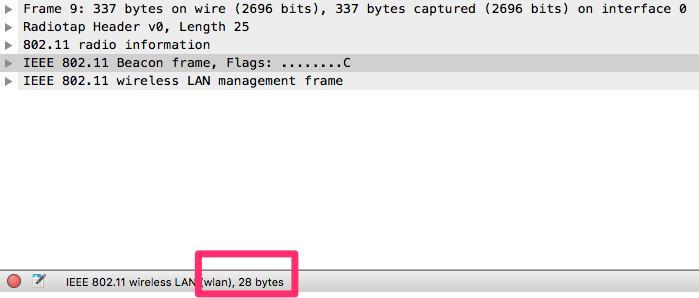 Frame 9: 337 bytes on wire (2696 bits), 337 bytes captured (2696 bits) on interface 0
Radiotap Header v0, Length 25
802.11 radio information
IEEE 802.11 Beacon frame, Flags: ........C
IEEE 802.11 wireless LAN management frame
IEEE 802.11 wireless LAN (wlan), 28 bytes